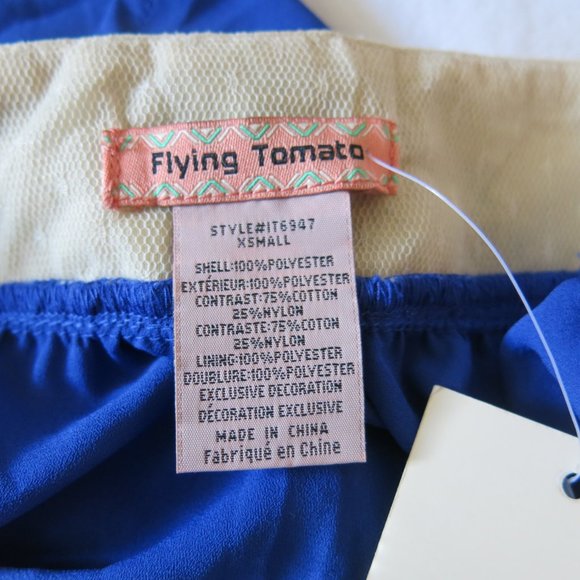 Flying Tomato
STYLE#IT6947
XSMALL
SHELL:100%POLYESTER
EXTÉRIEUR:100%POLYESTER
CONTRAST:75%COTTON
25%NYLON
CONTRASTE:75%COTON
25%NYLON
LINING:100%POLYESTER
DOUBLURE:100%POLYESTER
EXCLUSIVE DECORATION
DÉCORATION EXCLUSIVE
MADE IN CHINA
Fabriqué en Chine